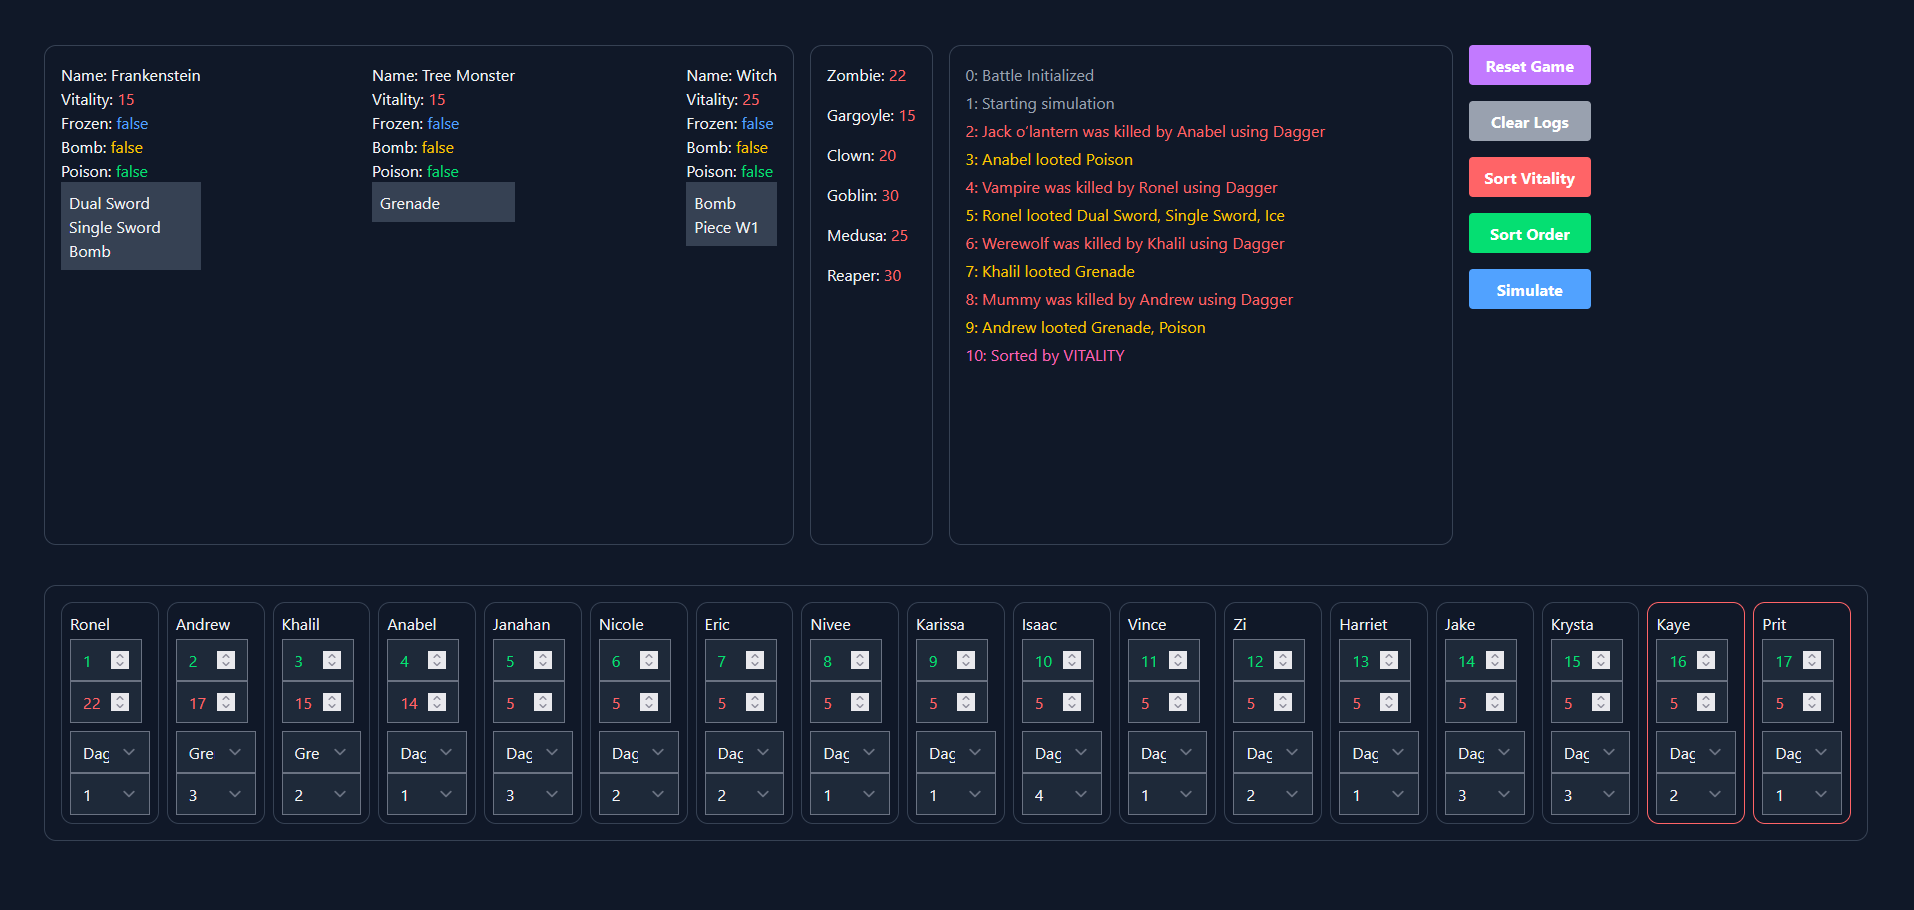 Name: Frankenstein
Vitality: 15
Frozen: false
Bomb: false
Poison: false
Dual Sword
Single Sword
Bomb
Name: Tree Monster
Vitality: 15
Frozen: false
Bomb: false
Poison: false
Grenade
Name: Witch
Vitality: 25
Frozen: false
Bomb: false
Poison: false
Bomb
Piece W1
Zombie: 22
Gargoyle: 15
Clown: 20
Goblin: 30
Medusa: 25
Reaper: 30
0: Battle Initialized
1: Starting simulation
2: Jack o'lantern was killed by Anabel using Dagger
3: Anabel looted Poison
4: Vampire was killed by Ronel using Dagger
5: Ronel looted Dual Sword, Single Sword, Ice
6: Werewolf was killed by Khalil using Dagger
7: Khalil looted Grenade
8: Mummy was killed by Andrew using Dagger
9: Andrew looted Grenade, Poison
10: Sorted by VITALITY
Reset Game
Clear Logs
Sort Vitality
Sort Order
Simulate
Ronel
1
22
Dag
1
Andrew
2
17
Gre
3
Khalil
3
15
Gre
2
Anabel
4
14
Dag
1
Janahan
5
5
Dag
3
Nicole
6
5
Dag
2
Eric
7
5
Dag
2
Nivee
8
5
Dag
1
Karissa
9
5
Dag
1
Isaac
10
5
Dag
4
Vince
11
5
Dag
1
Zi
12
5
Dag
2
Harriet
13
5
Dag
1
Jake
14
5
Dag
3
Krysta
15
5
Dag
3
Kaye
16
5
Dag
2
Prit
17
5
Dag
1